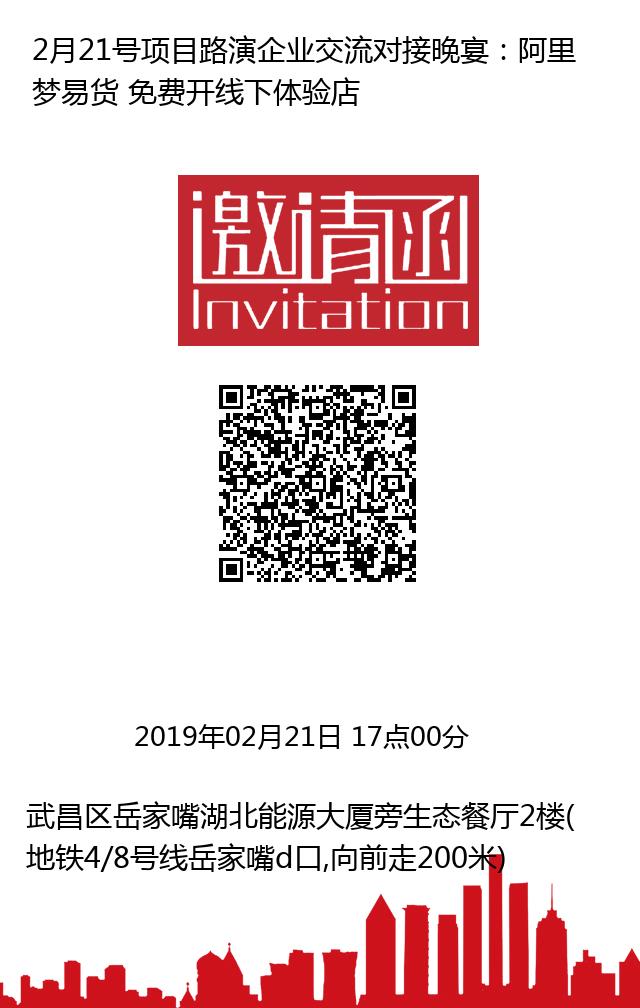 2月21号项目路演企业交流对接晚宴：阿里
梦易货 免费开线下体验店
邀请函
Invitation
2019年02月21日 17点00分
武昌区岳家嘴湖北能源大厦旁生态餐厅2楼(
地铁4/8号线岳家嘴d口,向前走200米)